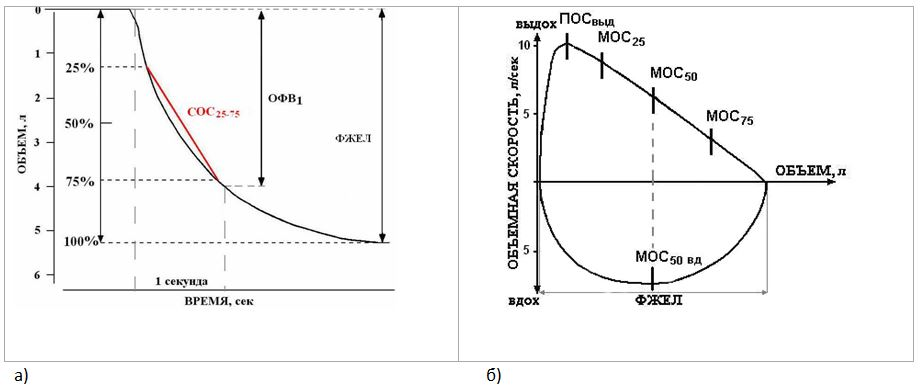 0
1
2
3
4
5
6
ОБЪЕМ, л
25%
50%
75%
100%
СОС25-75
ОФВ1
ФЖЕЛ
1 секунда
ВРЕМЯ, сек
а)
ВЫДОХ
10
5
5
ВДОХ
ОБЪЕМНАЯ СКОРОСТЬ, л/сек
ПОСвыд
МОС25
МОС50
МОС75
ОБЪЕМ, л
МОС50 вд
ФЖЕЛ
б)